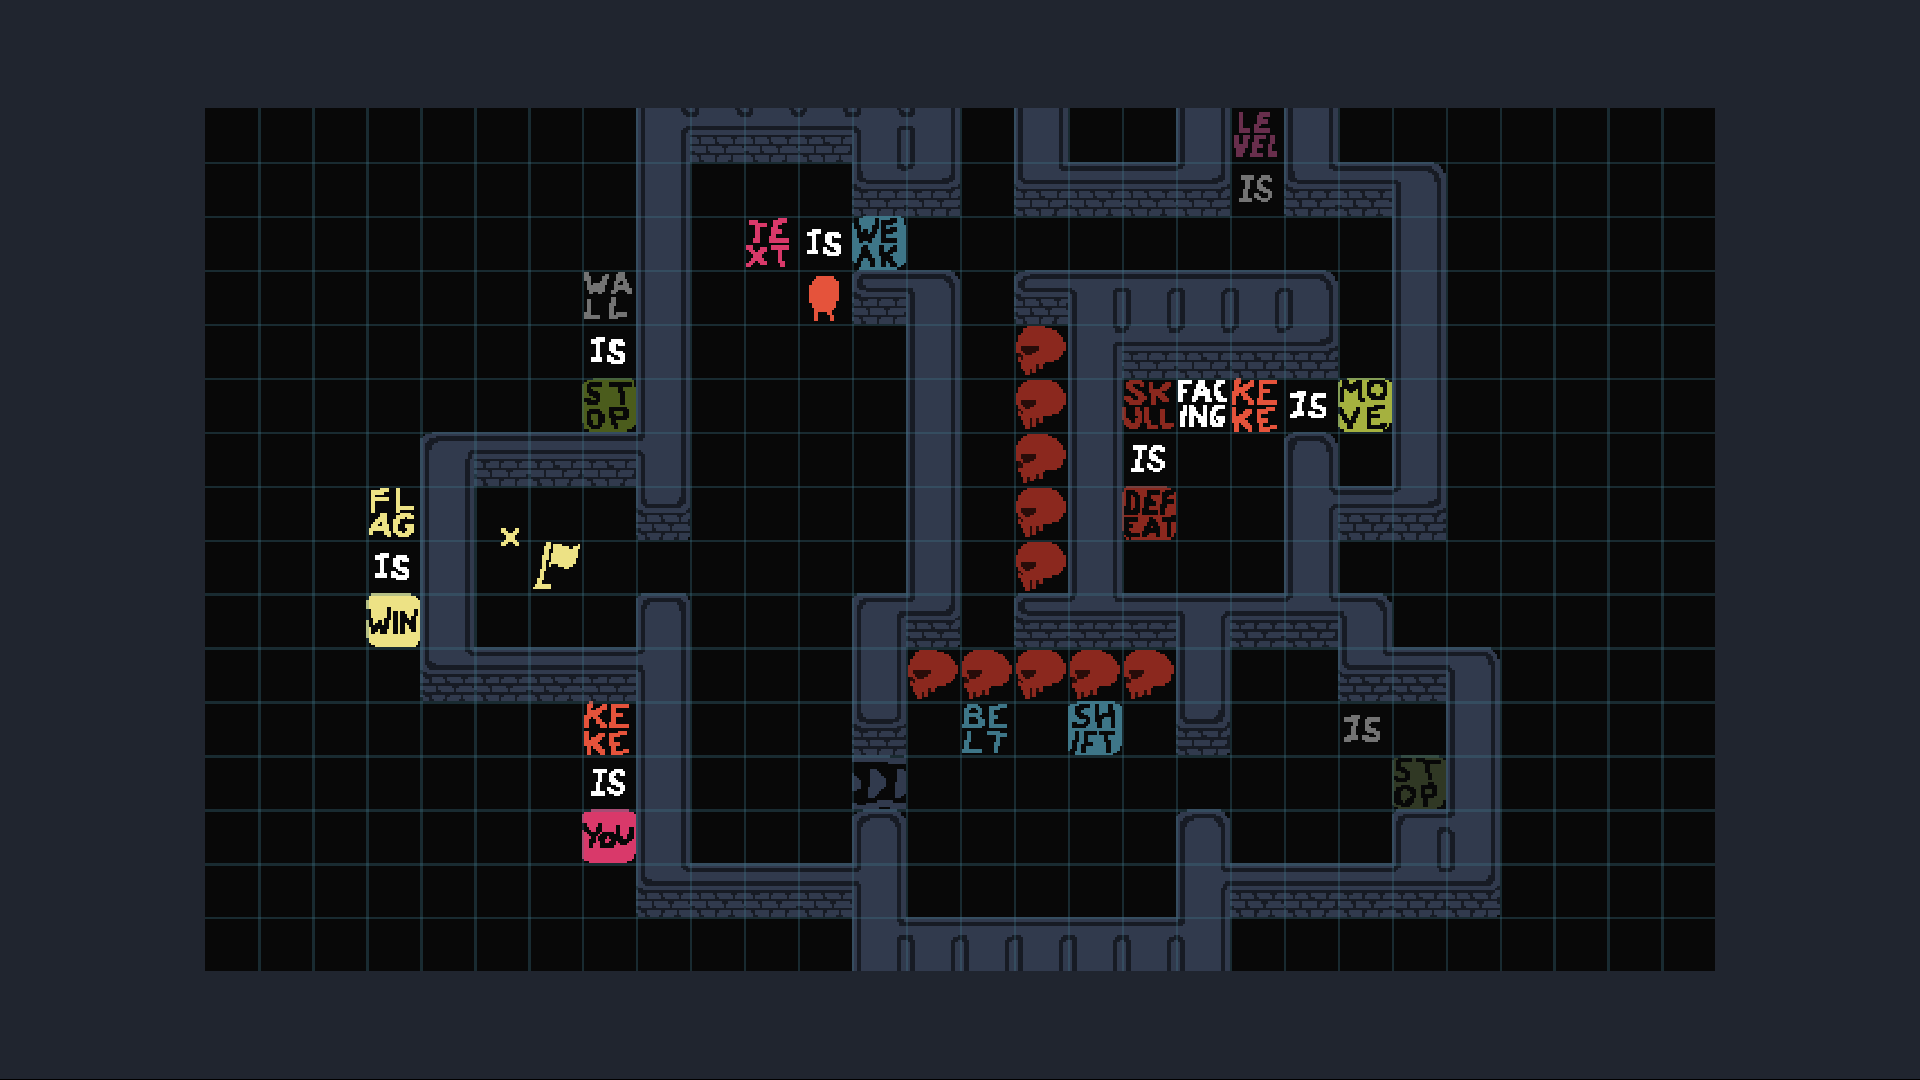 LEVEL
IS
TEXT IS WEAK
WALL
IS
STOP
SKULL FACING KEKE IS MOVE
IS
DEFEAT
FLAG
IS
WIN
KEKE
IS
YOU
BELT SHIFT
IS
STOP